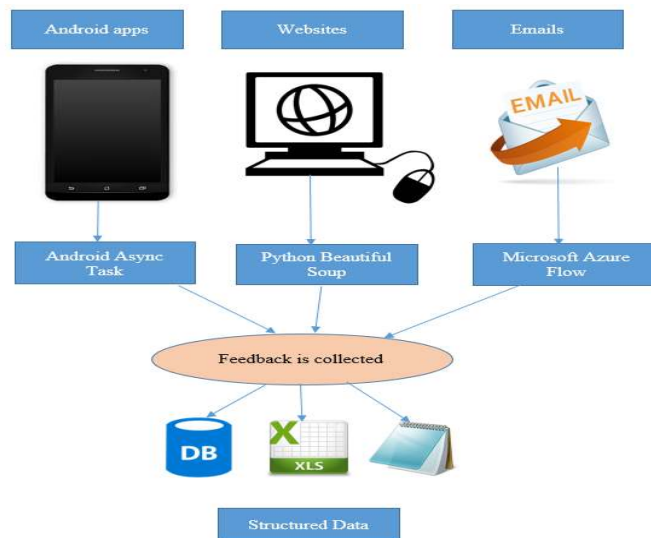 Android apps
Websites
Emails
EMAIL
Android Async
Task
Python Beautiful
Soup
Microsoft Azure
Flow
Feedback is collected
DB
X
XLS
Structured Data